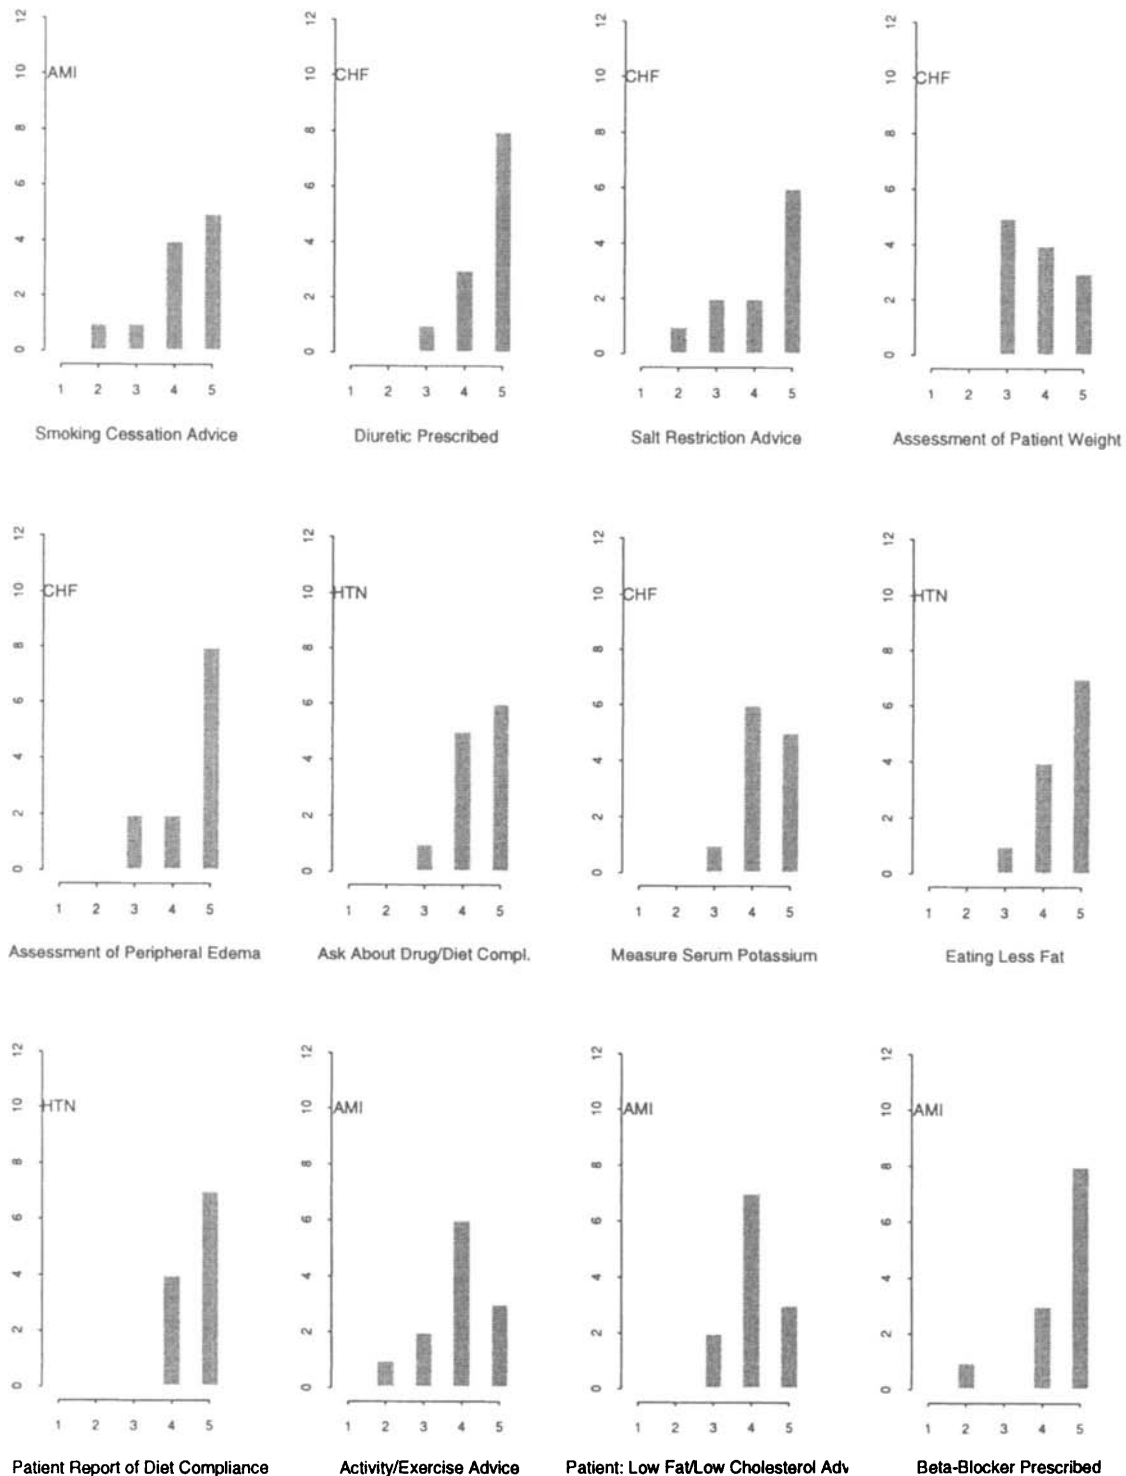 12 10 8 6 4 2 0
AMI
1 2 3 4 5
Smoking Cessation Advice
12 10 8 6 4 2 0
CHF
1 2 3 4 5
Diuretic Prescribed
12 10 8 6 4 2 0
CHF
1 2 3 4 5
Salt Restriction Advice
12 10 8 6 4 2 0
CHF
1 2 3 4 5
Assessment of Patient Weight
12 10 8 6 4 2 0
CHF
1 2 3 4 5
Assessment of Peripheral Edema
12 10 8 6 4 2 0
HTN
1 2 3 4 5
Ask About Drug/Diet Compl.
12 10 8 6 4 2 0
CHF
1 2 3 4 5
Measure Serum Potassium
12 10 8 6 4 2 0
HTN
1 2 3 4 5
Eating Less Fat
12 10 8 6 4 2 0
HTN
1 2 3 4 5
Patient Report of Diet Compliance
12 10 8 6 4 2 0
AMI
1 2 3 4 5
Activity/Exercise Advice
12 10 8 6 4 2 0
AMI
1 2 3 4 5
Patient: Low Fat/Low Cholesterol Adv
12 10 8 6 4 2 0
AMI
1 2 3 4 5
Beta-Blocker Prescribed